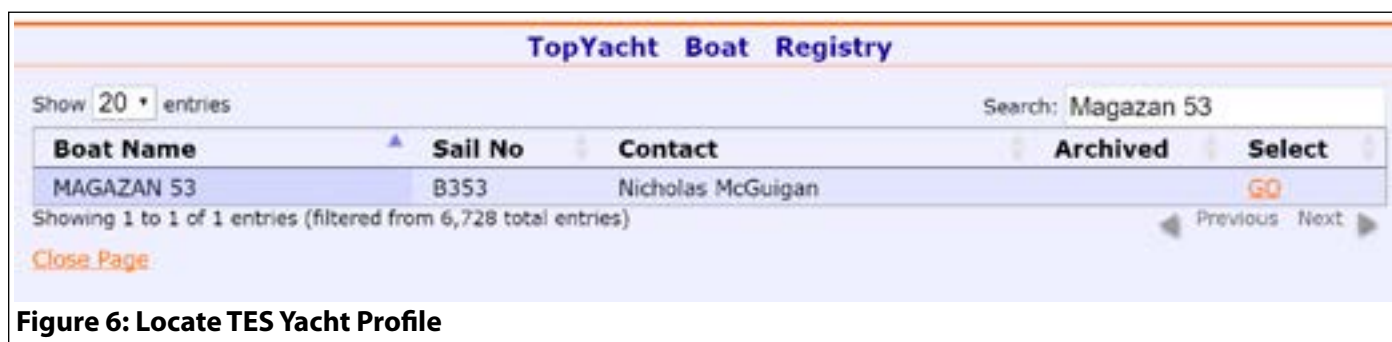 TopYacht Boat Registry
Show 20 entries Search: Magazan 53
Boat Name Sail No Contact Archived Select
MAGAZAN 53 B353 Nicholas McGuigan GO
Showing 1 to 1 of 1 entries (filtered from 6,728 total entries) Previous Next
Close Page
Figure 6: Locate TES Yacht Profile